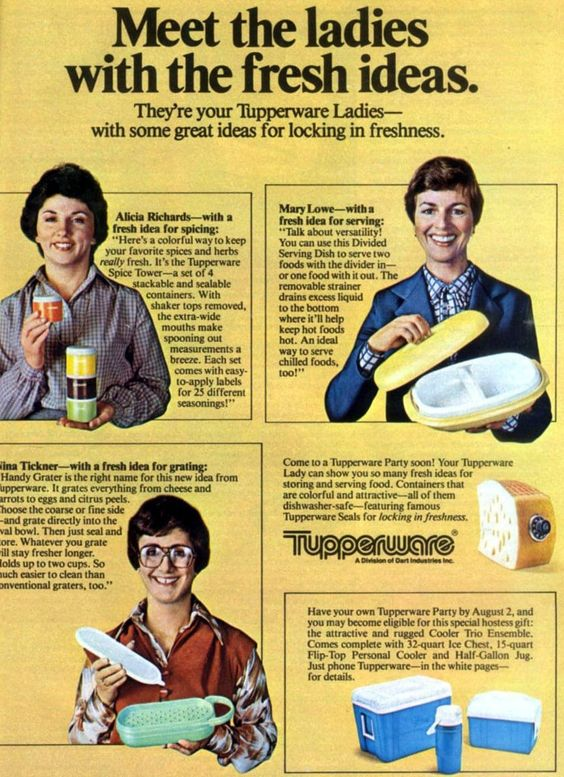 Meet the ladies
with the fresh ideas.
They're your Tupperware Ladies—
with some great ideas for locking in freshness.
Alicia Richards—with a
fresh idea for spicing:
"Here's a colorful way to keep
your favorite spices and herbs
really fresh. It's the Tupperware
Spice Tower—a set of 4
stackable and sealable
containers. With
shaker tops removed,
the extra-wide
mouths make
spooning out
measurements a
breeze. Each set
comes with easy-
to-apply labels
for 25 different
seasonings!"
Mary Lowe—with a
fresh idea for serving:
"Talk about versatility!
You can use this Divided
Serving Dish to serve two
foods with the divider in—
or one food with it out. The
removable strainer
drains excess liquid
to the bottom
where it'll help
keep hot foods
hot. An ideal
way to serve
chilled foods,
too!"
ina Tickner—with a fresh idea for grating:
Handy Grater is the right name for this new idea from
upperware. It grates everything from cheese and
arrots to eggs and citrus peels.
hoose the coarse or fine side
-and grate directly into the
val bowl. Then just seal and
ore. Whatever you grate
ill stay fresher longer.
olds up to two cups. So
uch easier to clean than
onventional graters, too."
Come to a Tupperware Party soon! Your Tupperware
Lady can show you so many fresh ideas for
storing and serving food. Containers that
are colorful and attractive—all of them
dishwasher-safe—featuring famous
Tupperware Seals for locking in freshness.
Tupperware®
A Division of Dart Industries Inc.
Have your own Tupperware Party by August 2, and
you may become eligible for this special hostess gift:
the attractive and rugged Cooler Trio Ensemble.
Comes complete with 32-quart Ice Chest, 15-quart
Flip-Top Personal Cooler and Half-Gallon Jug.
Just phone Tupperware—in the white pages—
for details.